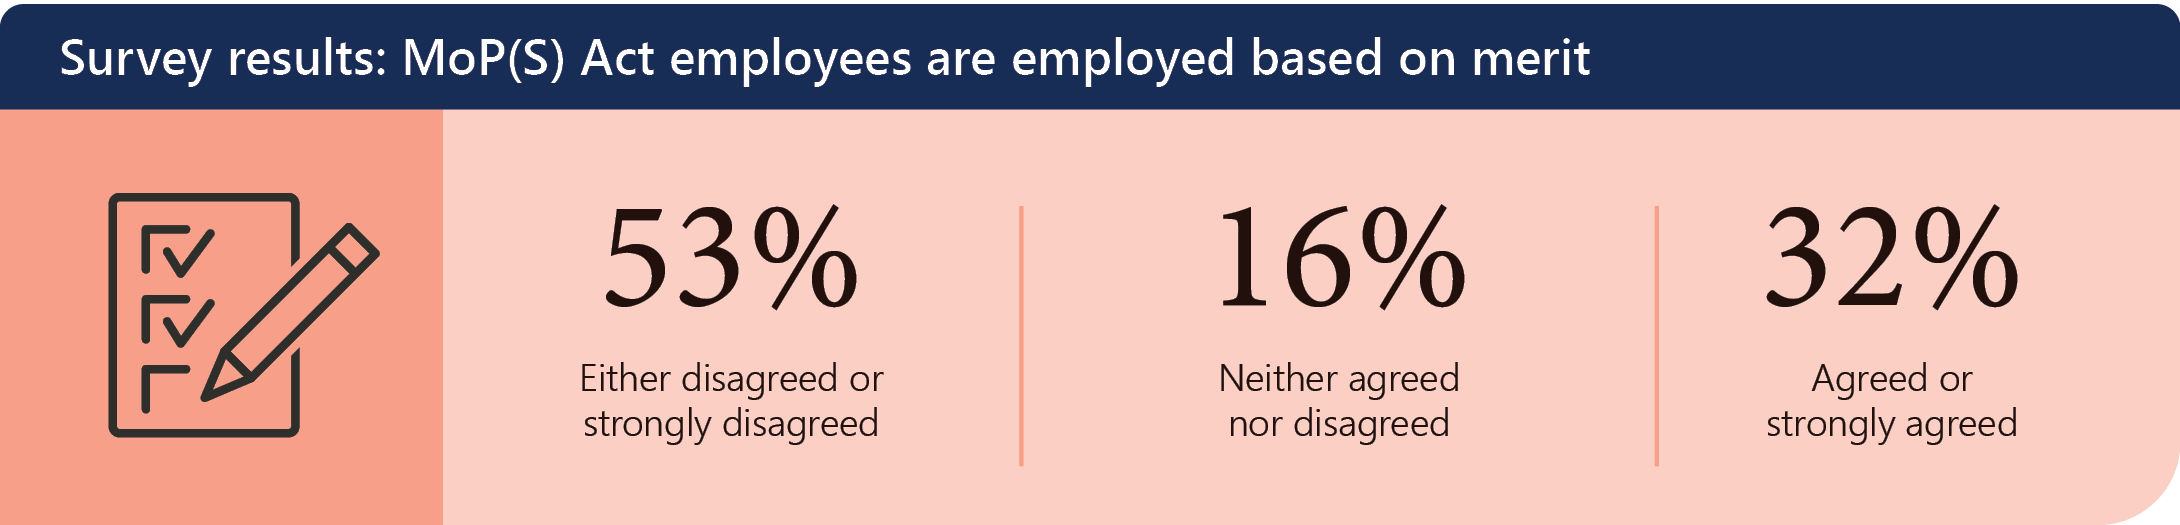 Survey results: MoP(S) Act employees are employed based on merit
53%
Either disagreed or
strongly disagreed
16%
Neither agreed
nor disagreed
32%
Agreed or
strongly agreed